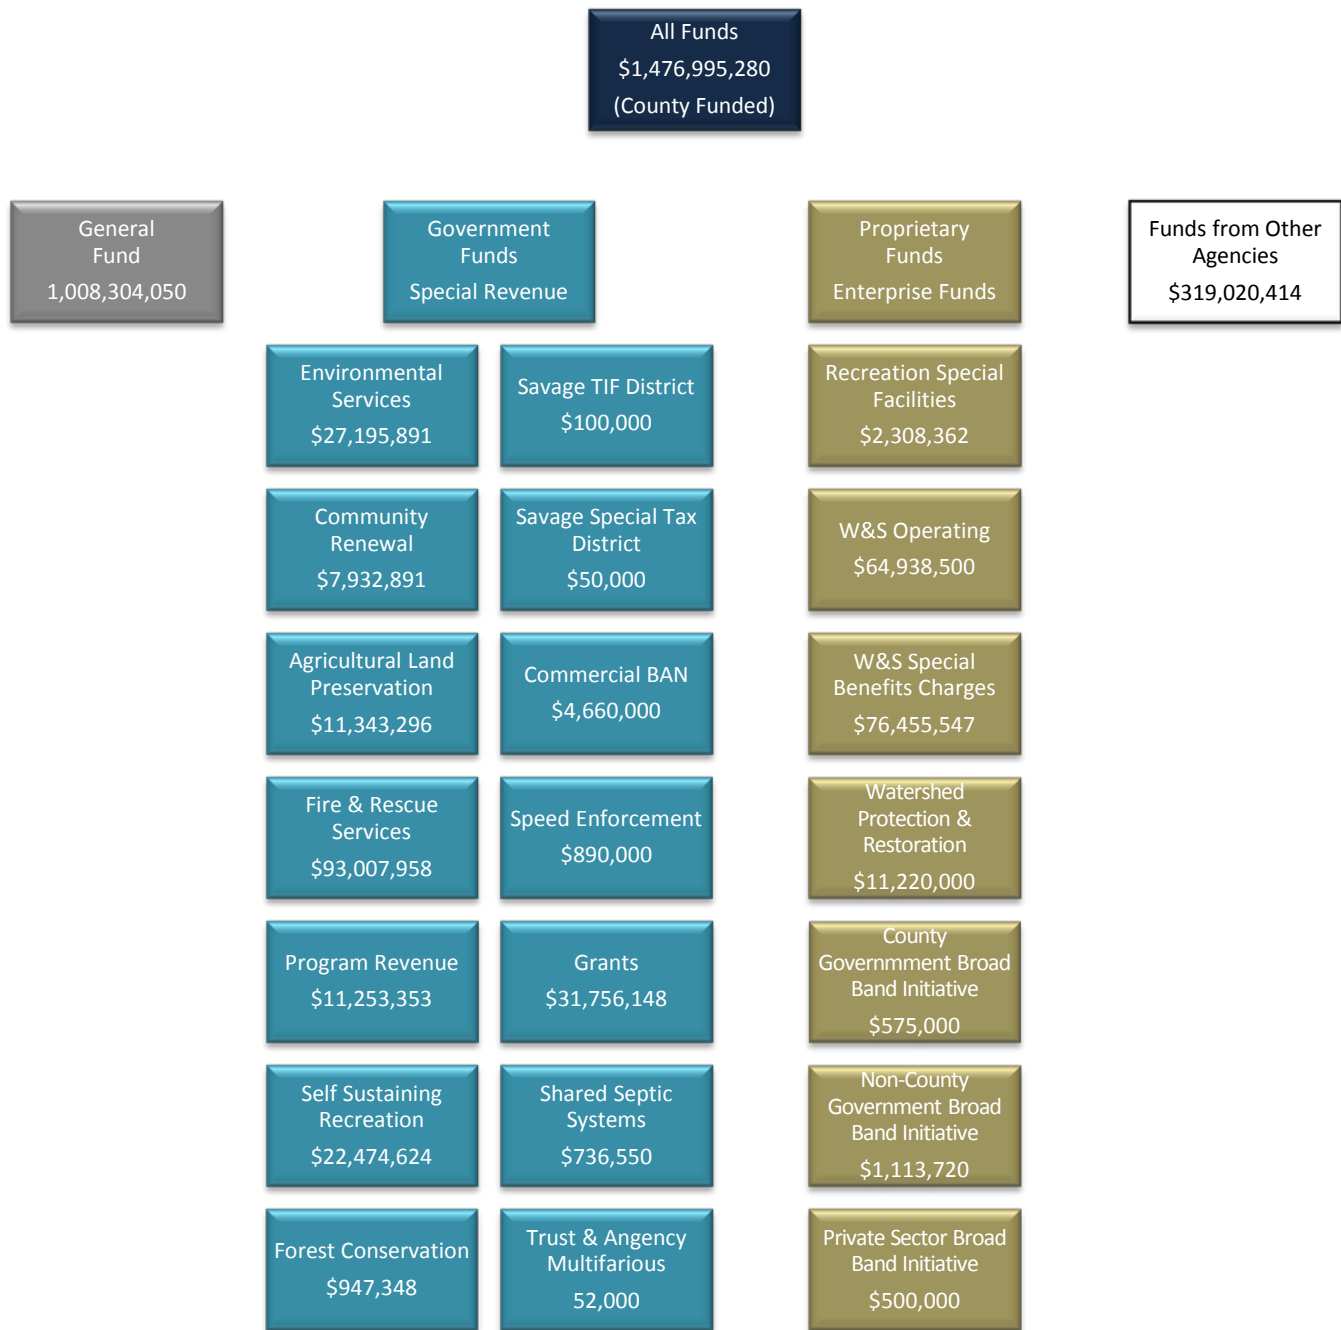 All Funds
$1,476,995,280
(County Funded)
General
Fund
1,008,304,050
Government
Funds
Special Revenue
Proprietary
Funds
Enterprise Funds
Funds from Other
Agencies
$319,020,414
Environmental
Services
$27,195,891
Savage TIF District
$100,000
Recreation Special
Facilities
$2,308,362
Community
Renewal
$7,932,891
Savage Special Tax
District
$50,000
W&S Operating
$64,938,500
Agricultural Land
Preservation
$11,343,296
Commercial BAN
$4,660,000
W&S Special
Benefits Charges
$76,455,547
Fire & Rescue
Services
$93,007,958
Speed Enforcement
$890,000
Watershed
Protection &
Restoration
$11,220,000
Program Revenue
$11,253,353
Grants
$31,756,148
County
Governmment Broad
Band Initiative
$575,000
Self Sustaining
Recreation
$22,474,624
Shared Septic
Systems
$736,550
Non-County
Government Broad
Band Initiative
$1,113,720
Forest Conservation
$947,348
Trust & Angency
Multifarious
52,000
Private Sector Broad
Band Initiative
$500,000